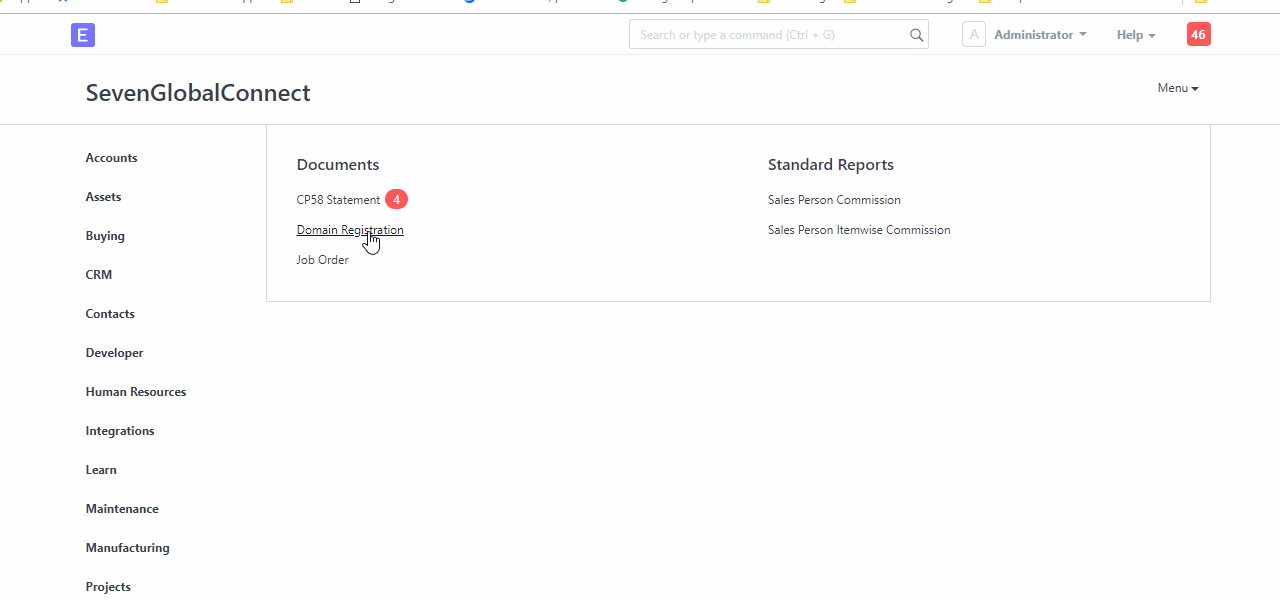 E
Search or type a command (Ctrl + G)
A
Administrator
Help
46
SevenGlobalConnect
Menu
Accounts
Assets
Buying
CRM
Contacts
Developer
Human Resources
Integrations
Learn
Maintenance
Manufacturing
Projects
Documents
CP58 Statement 4
Domain Registration
Job Order
Standard Reports
Sales Person Commission
Sales Person Itemwise Commission